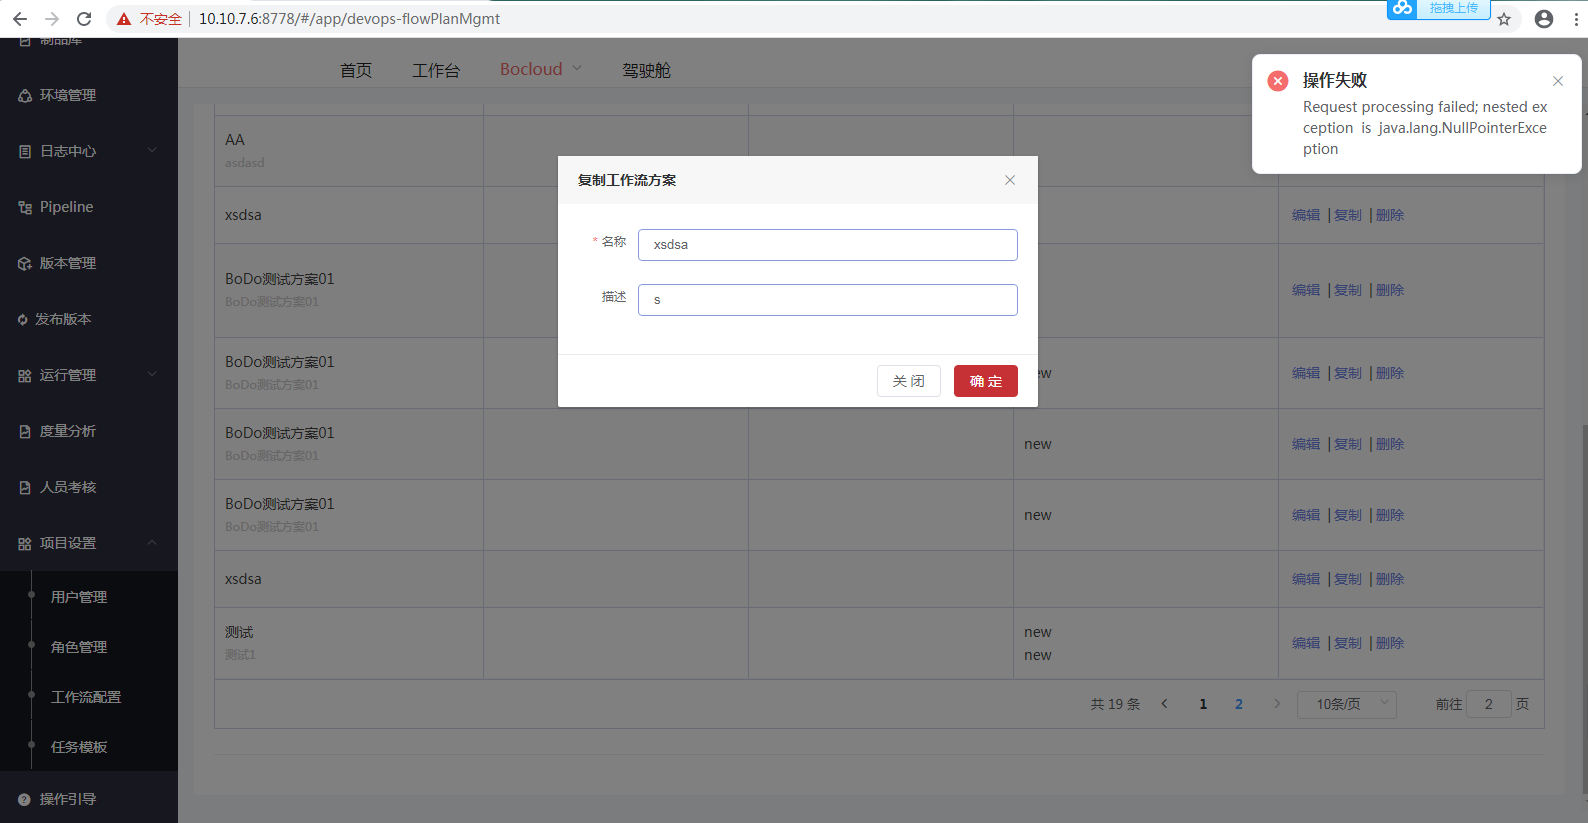 不安全 | 10.10.7.6:8778/#/app/devops-flowPlanMgmt
拖拽上传
制品库
环境管理
日志中心
Pipeline
版本管理
发布版本
运行管理
度量分析
人员考核
项目设置
用户管理
角色管理
工作流配置
任务模板
操作引导
首页
工作台
Bocloud
驾驶舱
操作失败
Request processing failed; nested ex
ception is java.lang.NullPointerExce
ption
AA
asdasd
xsdsa
编辑 | 复制 | 删除
BoDo测试方案01
BoDo测试方案01
编辑 | 复制 | 删除
BoDo测试方案01
BoDo测试方案01
ew
编辑 | 复制 | 删除
BoDo测试方案01
BoDo测试方案01
new
编辑 | 复制 | 删除
BoDo测试方案01
BoDo测试方案01
new
编辑 | 复制 | 删除
xsdsa
编辑 | 复制 | 删除
测试
测试1
new
new
编辑 | 复制 | 删除
共 19 条
1
2
10条/页
前往 2 页
复制工作流方案
* 名称
xsdsa
描述
s
关 闭
确 定